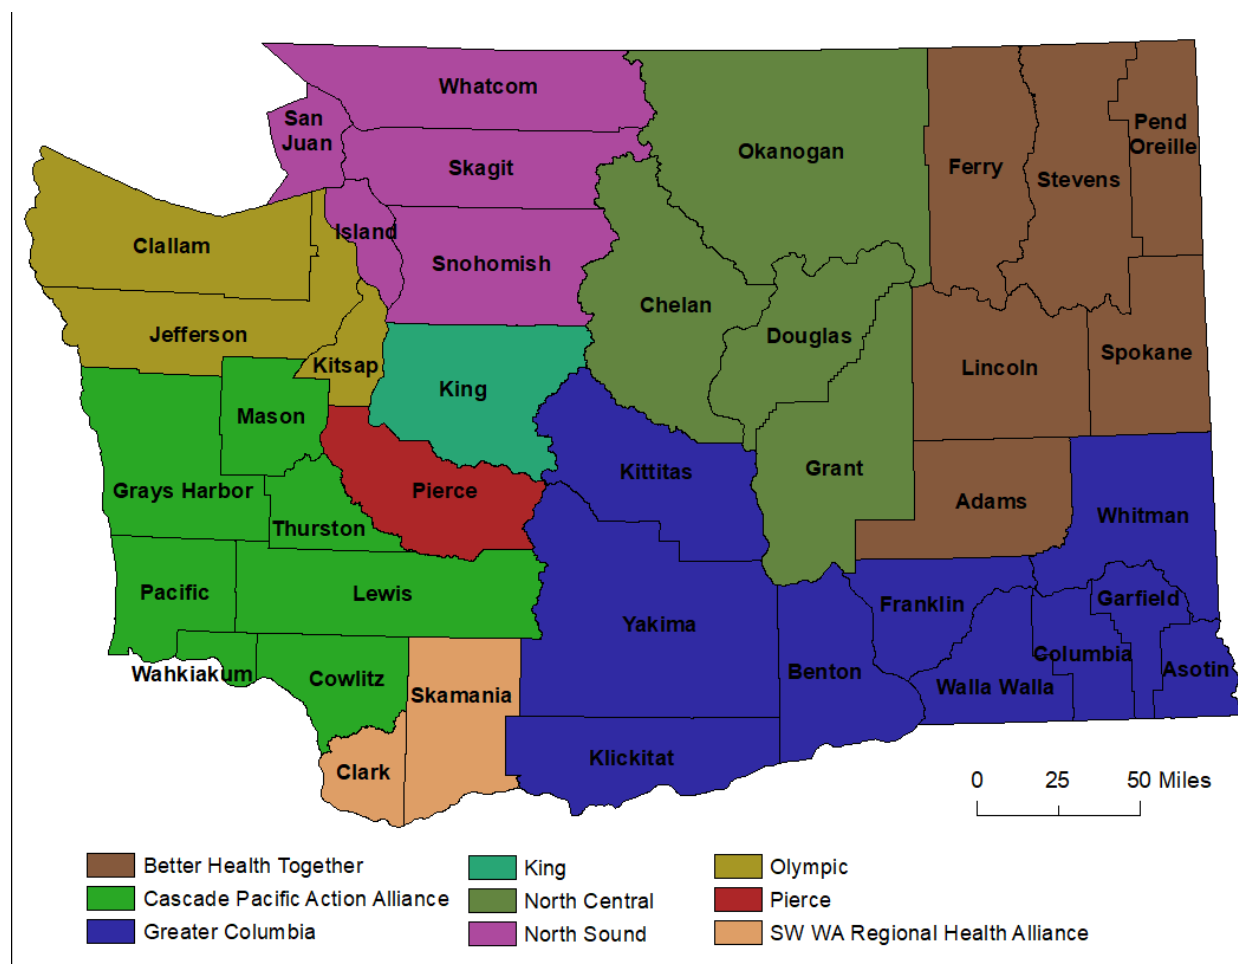 Whatcom
San
Juan
Skagit
Okanogan
Ferry
Stevens
Pend
Oreille
Clallam
Island
Snohomish
Chelan
Douglas
Jefferson
Kitsap
King
Lincoln
Spokane
Mason
Grays Harbor
Thurston
Pierce
Kittitas
Grant
Adams
Whitman
Pacific
Lewis
Yakima
Franklin
Garfield
Wahkiakum
Cowlitz
Skamania
Benton
Walla Walla
Columbia
Asotin
Clark
Klickitat
0 25 50 Miles
Better Health Together
Cascade Pacific Action Alliance
Greater Columbia
King
North Central
North Sound
Olympic
Pierce
SW WA Regional Health Alliance